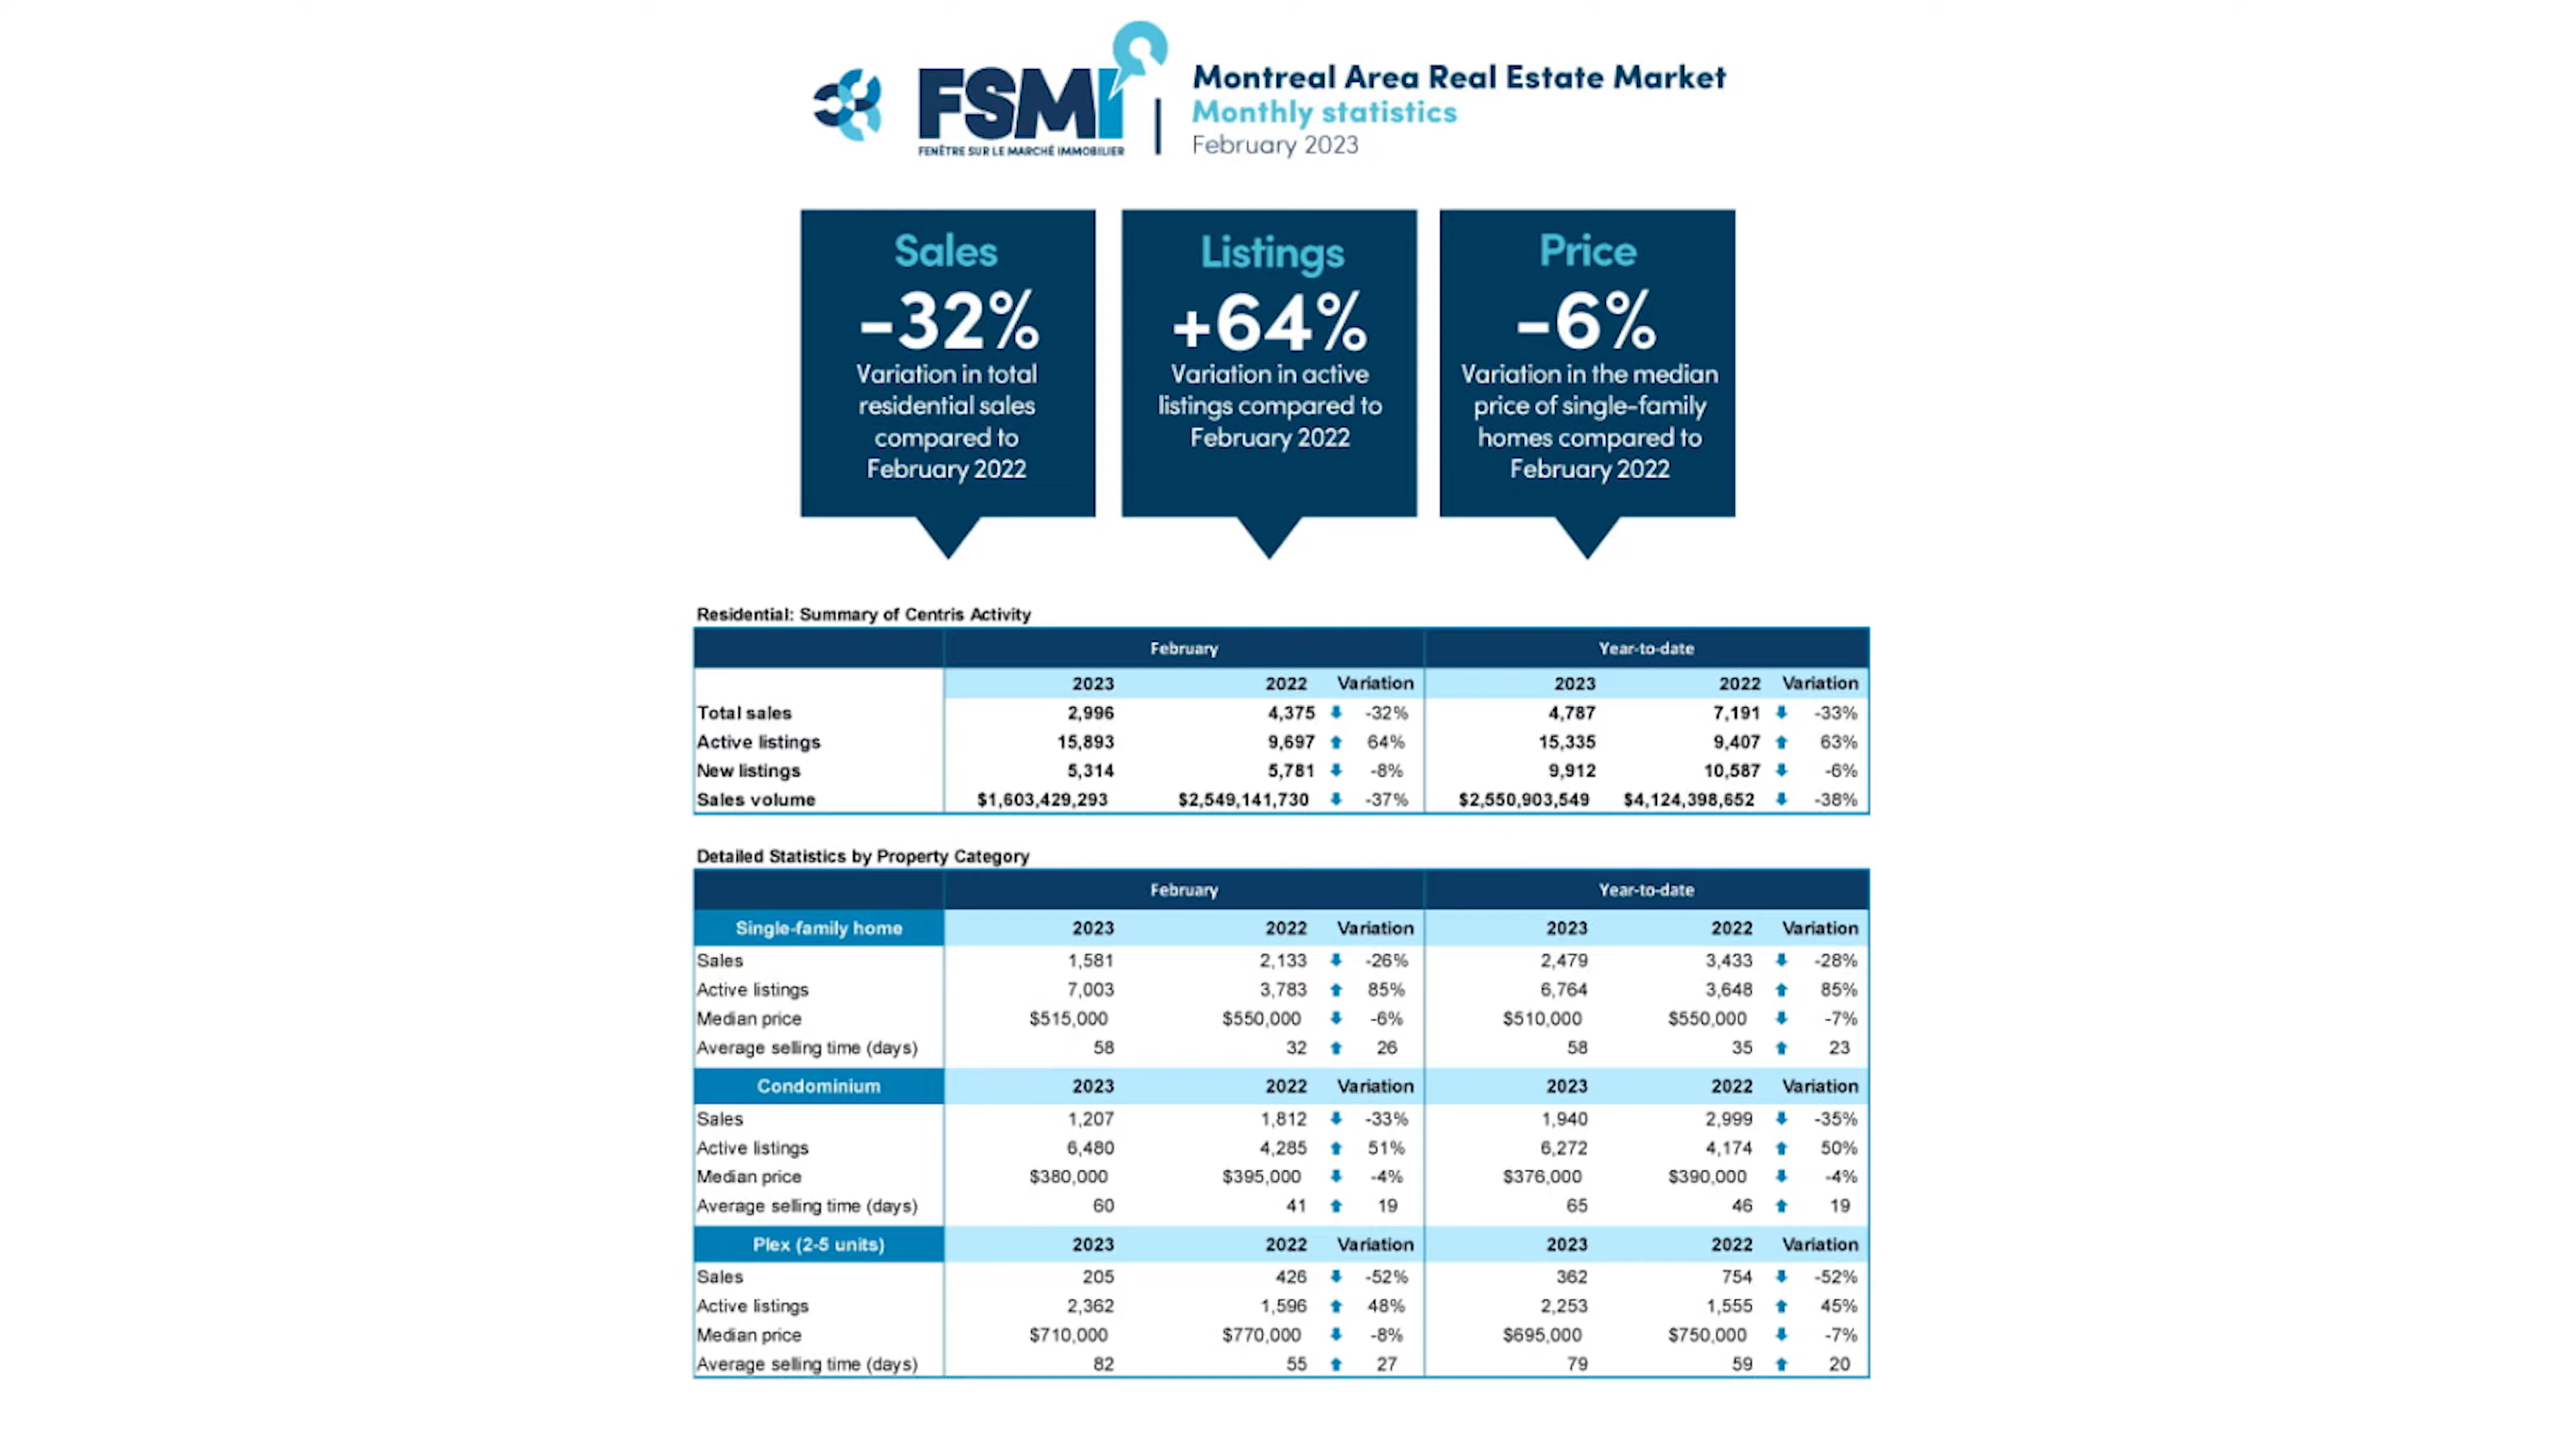 FSMi
FENÊTRE SUR LE MARCHÉ IMMOBILIER
Montreal Area Real Estate Market
Monthly statistics
February 2023
Sales
-32%
Variation in total
residential sales
compared to
February 2022
Listings
+64%
Variation in active
listings compared to
February 2022
Price
-6%
Variation in the median
price of single-family
homes compared to
February 2022
Residential: Summary of Centris Activity
February Year-to-date
2023 2022 Variation 2023 2022 Variation
Total sales 2,996 4,375 -32% 4,787 7,191 -33%
Active listings 15,893 9,697 64% 15,335 9,407 63%
New listings 5,314 5,781 -8% 9,912 10,587 -6%
Sales volume $1,603,429,293 $2,549,141,730 -37% $2,550,903,549 $4,124,398,652 -38%
Detailed Statistics by Property Category
February Year-to-date
Single-family home 2023 2022 Variation 2023 2022 Variation
Sales 1,581 2,133 -26% 2,479 3,433 -28%
Active listings 7,003 3,783 85% 6,764 3,648 85%
Median price $515,000 $550,000 -6% $510,000 $550,000 -7%
Average selling time (days) 58 32 26 58 35 23
Condominium 2023 2022 Variation 2023 2022 Variation
Sales 1,207 1,812 -33% 1,940 2,999 -35%
Active listings 6,480 4,285 51% 6,272 4,174 50%
Median price $380,000 $395,000 -4% $376,000 $390,000 -4%
Average selling time (days) 60 41 19 65 46 19
Plex (2-5 units) 2023 2022 Variation 2023 2022 Variation
Sales 205 426 -52% 362 754 -52%
Active listings 2,362 1,596 48% 2,253 1,555 45%
Median price $710,000 $770,000 -8% $695,000 $750,000 -7%
Average selling time (days) 82 55 27 79 59 20